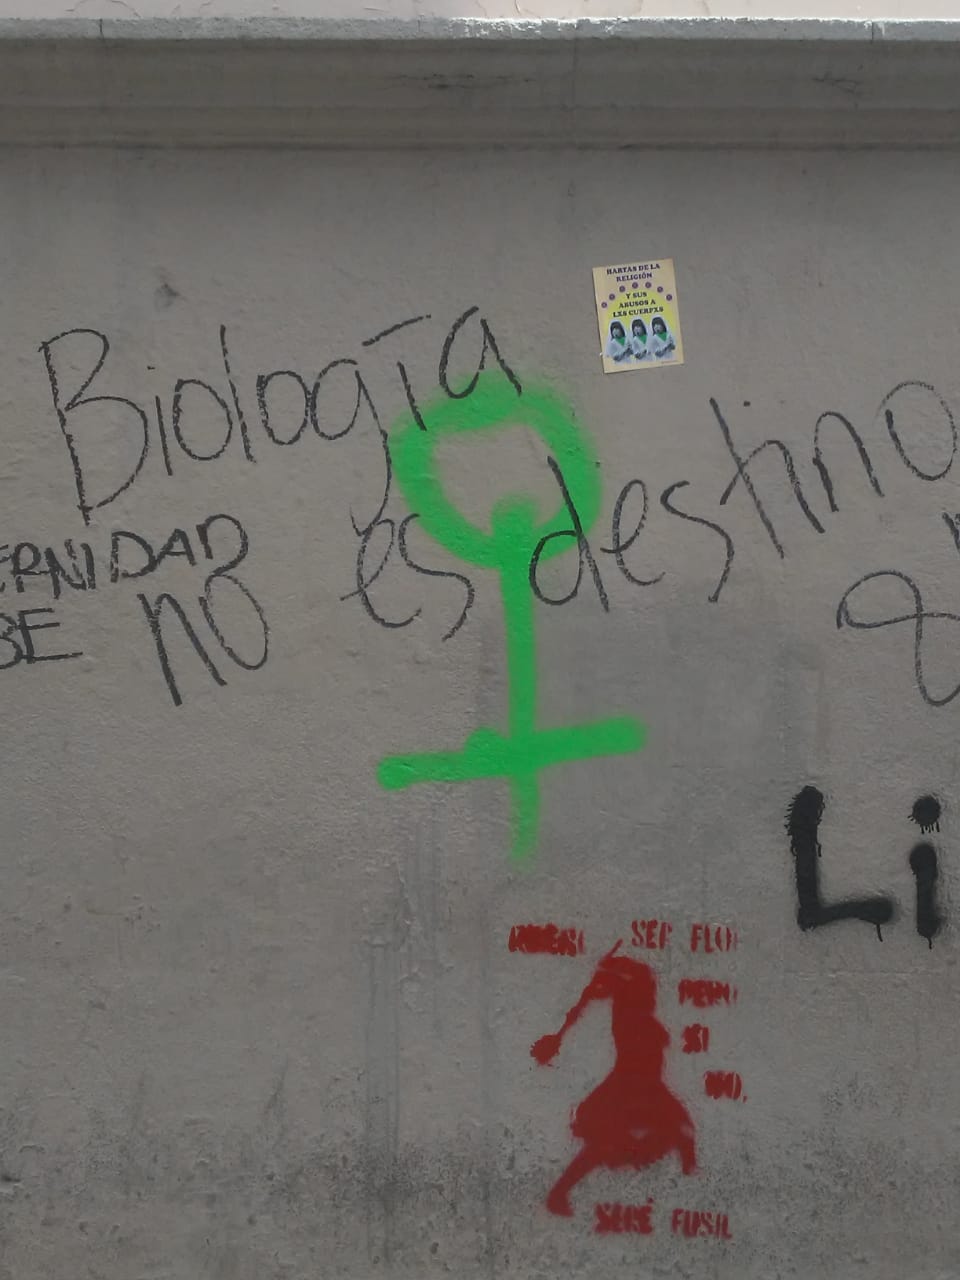 HARTAS DE LA
RELIGIÓN
Y SUS
ABUSOS A
LXS CUERPXS
Biología
no es destino
ERNIDAD
BE
Li
SER FLO
PERO
SI
NO,
SERÉ FUSIL